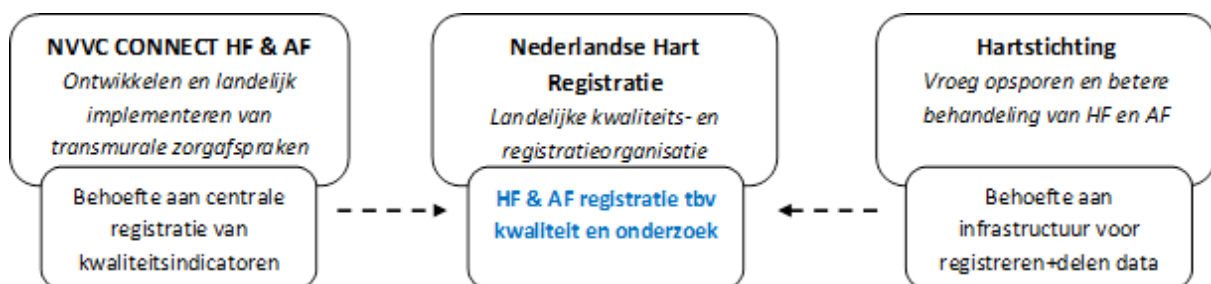 NVVC CONNECT HF & AF
Ontwikkelen en landelijk
implementeren van
transmurale zorgafspraken
Behoefte aan centrale
registratie van
kwaliteitsindicatoren
Nederlandse Hart
Registratie
Landelijke kwaliteits- en
registratieorganisatie
HF & AF registratie tbv
kwaliteit en onderzoek
Hartstichting
Vroeg opsporen en betere
behandeling van HF en AF
Behoefte aan
infrastructuur voor
registreren+delen data